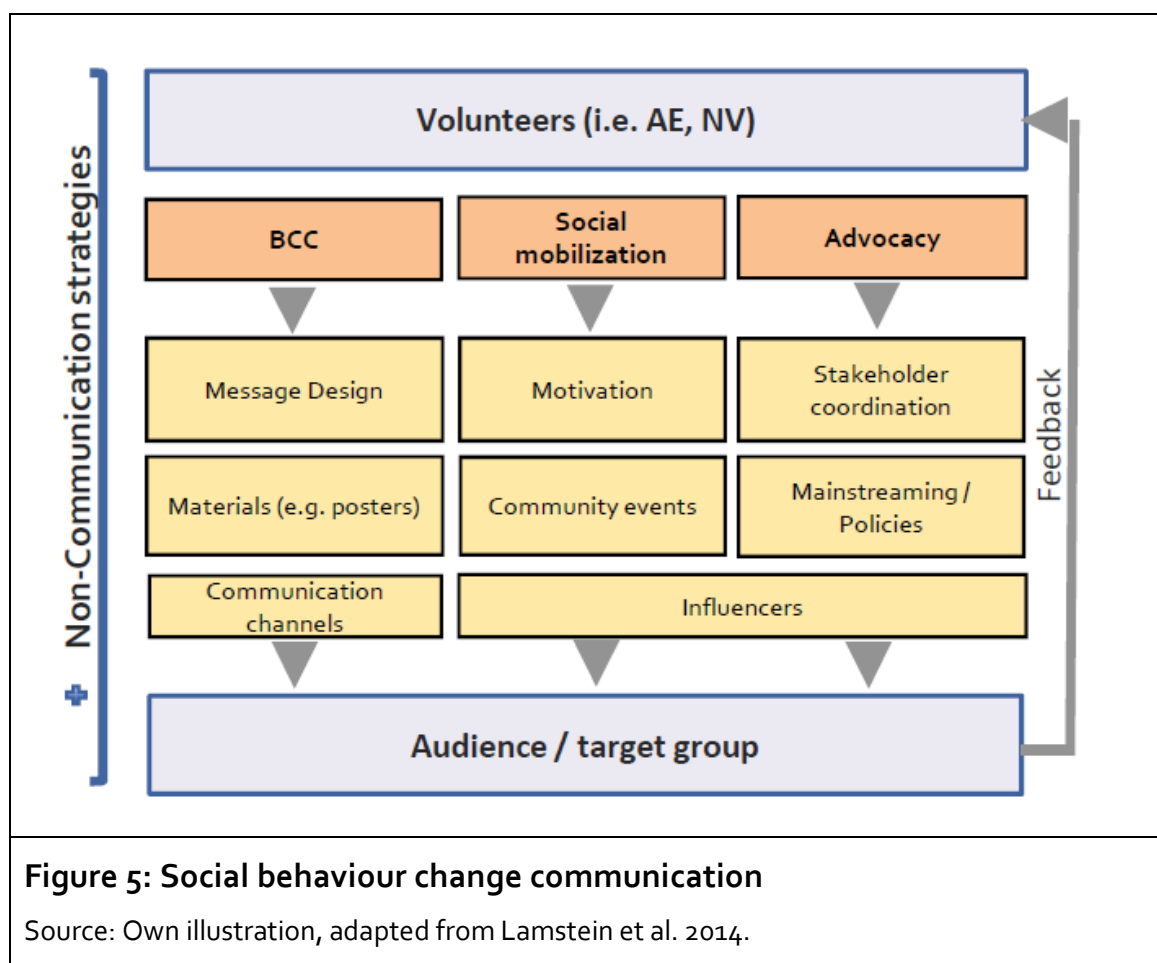 Volunteers (i.e. AE, NV)
BCC
Social
mobilization
Advocacy
Message Design
Motivation
Stakeholder
coordination
Materials (e.g. posters)
Community events
Mainstreaming /
Policies
Communication
channels
Influencers
Audience / target group
Non-Communication strategies
+
Feedback
Figure 5: Social behaviour change communication
Source: Own illustration, adapted from Lamstein et al. 2014.